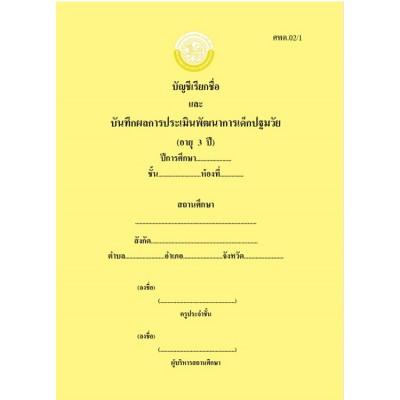 ศพด.02/1
บัญชีเรียกชื่อ
และ
บันทึกผลการประเมินพัฒนาการเด็กปฐมวัย
(อายุ 3 ปี)
ปีการศึกษา....................
ชั้น........................ห้องที่..............
สถานศึกษา
......................................................................
สังกัด..............................................................
ตำบล......................อำเภอ......................จังหวัด......................
(ลงชื่อ)
(............................................)
ครูประจำชั้น
(ลงชื่อ)
(............................................)
ผู้บริหารสถานศึกษา